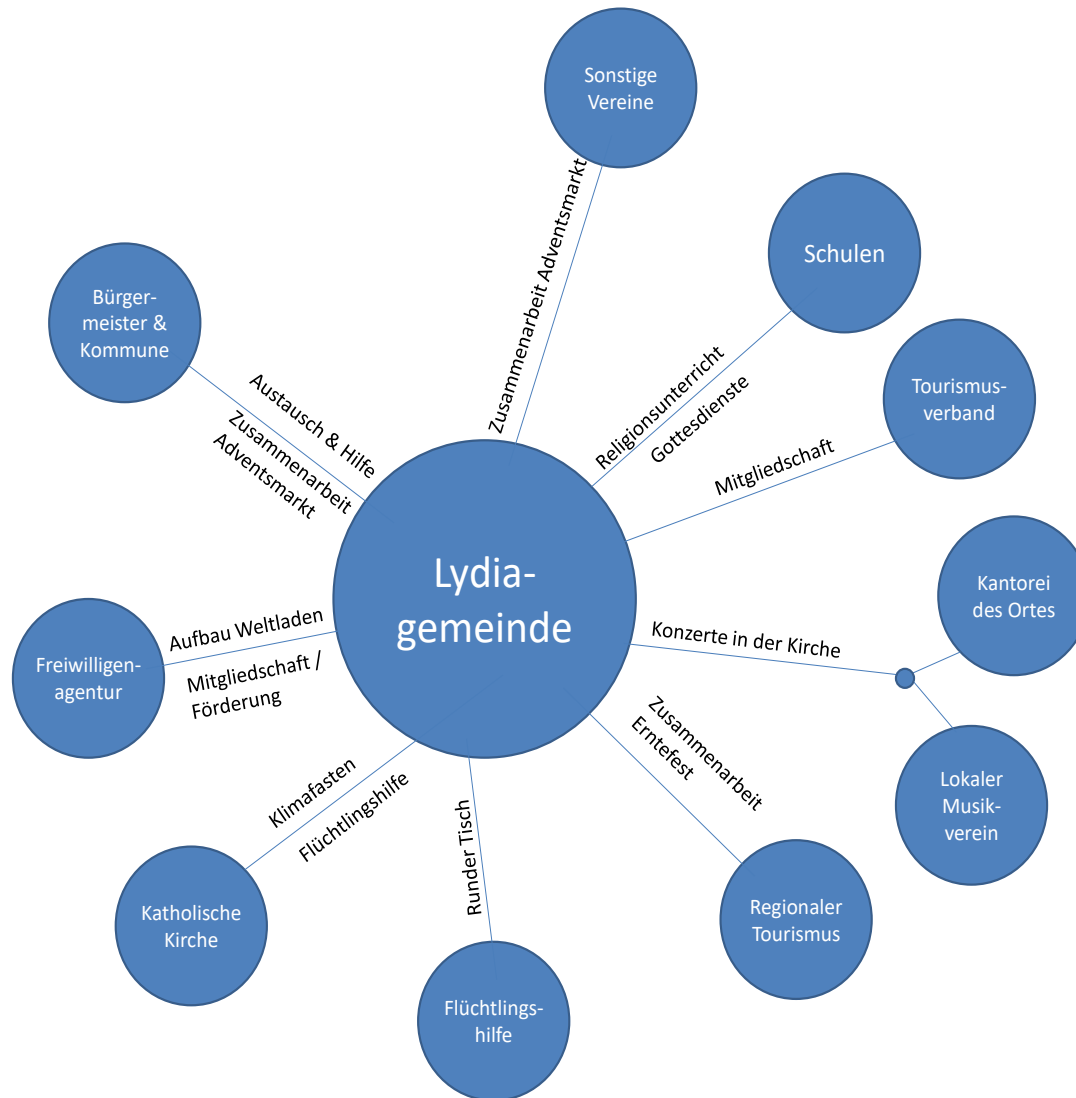 Sonstige
Vereine
Zusammenarbeit Adventsmarkt
Schulen
Religionsunterricht
Gottesdienste
Bürger-
meister &
Kommune
Austausch & Hilfe
Zusammenarbeit
Adventsmarkt
Tourismus-
verband
Mitgliedschaft
Lydia-
gemeinde
Kantorei
des Ortes
Konzerte in der Kirche
Lokaler
Musik-
verein
Freiwilligen-
agentur
Aufbau Weltladen
Mitgliedschaft /
Förderung
Zusammenarbeit
Erntefest
Regionaler
Tourismus
Klimafasten
Flüchtlingshilfe
Katholische
Kirche
Runder Tisch
Flüchtlings-
hilfe